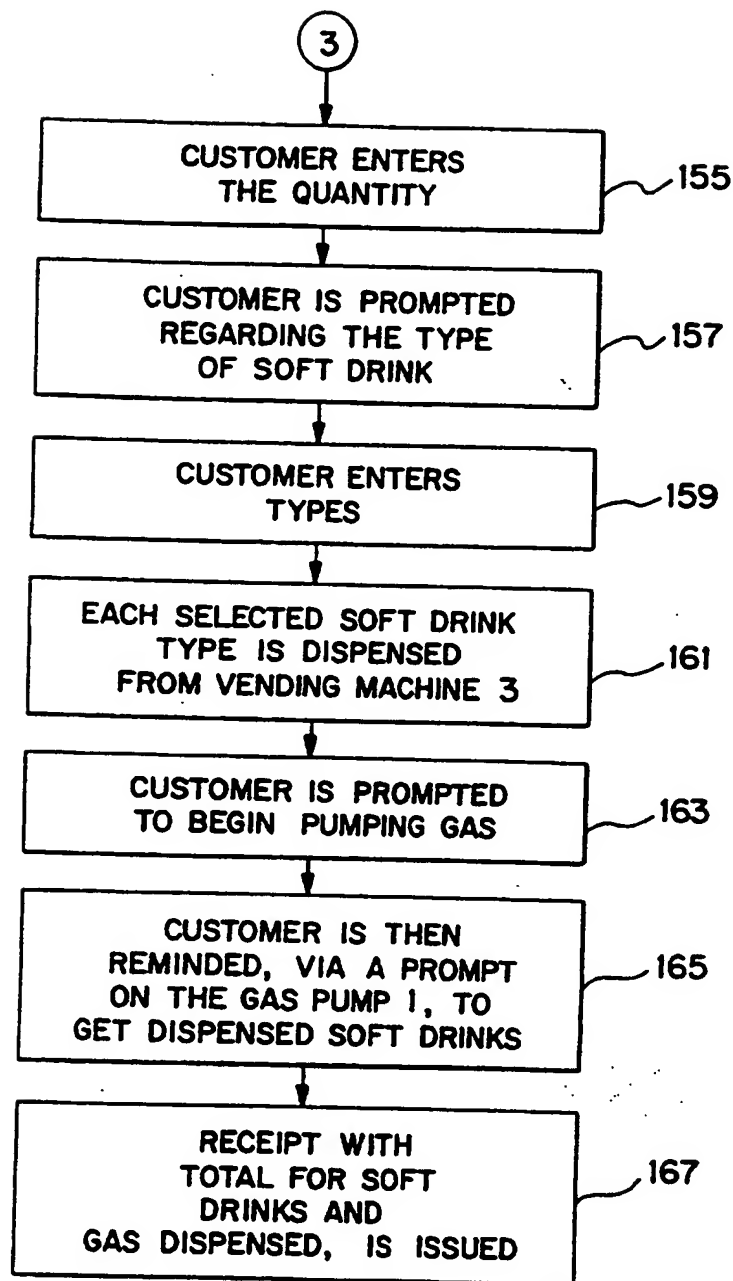 3
CUSTOMER ENTERS
THE QUANTITY
155
CUSTOMER IS PROMPTED
REGARDING THE TYPE
OF SOFT DRINK
157
CUSTOMER ENTERS
TYPES
159
EACH SELECTED SOFT DRINK
TYPE IS DISPENSED
FROM VENDING MACHINE 3
161
CUSTOMER IS PROMPTED
TO BEGIN PUMPING GAS
163
CUSTOMER IS THEN
REMINDED, VIA A PROMPT
ON THE GAS PUMP 1, TO
GET DISPENSED SOFT DRINKS
165
RECEIPT WITH
TOTAL FOR SOFT
DRINKS AND
GAS DISPENSED, IS ISSUED
167